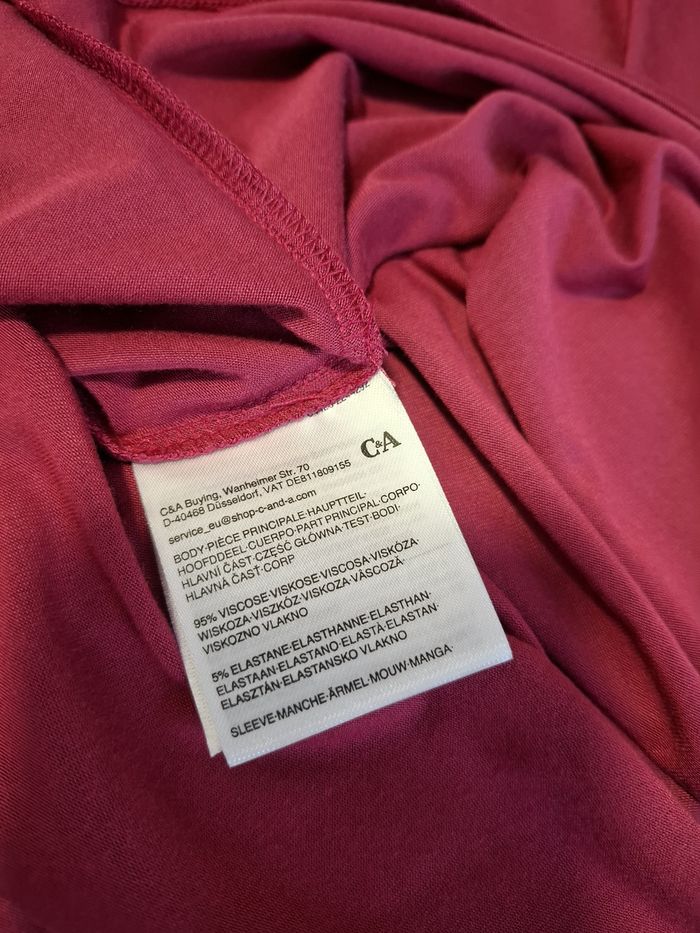 C&A
C&A Buying, Wanheimer Str. 70
D-40468 Düsseldorf, VAT DE811809155
service_eu@shop-c-and-a.com
BODY·PIÈCE PRINCIPALE·HAUPTTEIL·
HOOFDDEEL·CUERPO·PART PRINCIPAL·CORPO·
HLAVNÍ ČÁST·CZĘŚĆ GŁÓWNA·TEST·BODI·
HLAVNÁ ČASŤ·CORP
95% VISCOSE·VISKOSE·VISCOSA·VISKÓZA·
WISKOZA·VISZKÓZ·VISKOZA·VÂSCOZĂ·
VISKOZNO VLAKNO
5% ELASTANE·ELASTHANNE·ELASTHAN·
ELASTAAN·ELASTANO·ELASTÀ·ELASTAN·
ELASZTÁN·ELASTANSKO VLAKNO
SLEEVE·MANCHE·ÄRMEL·MOUW·MANGA·